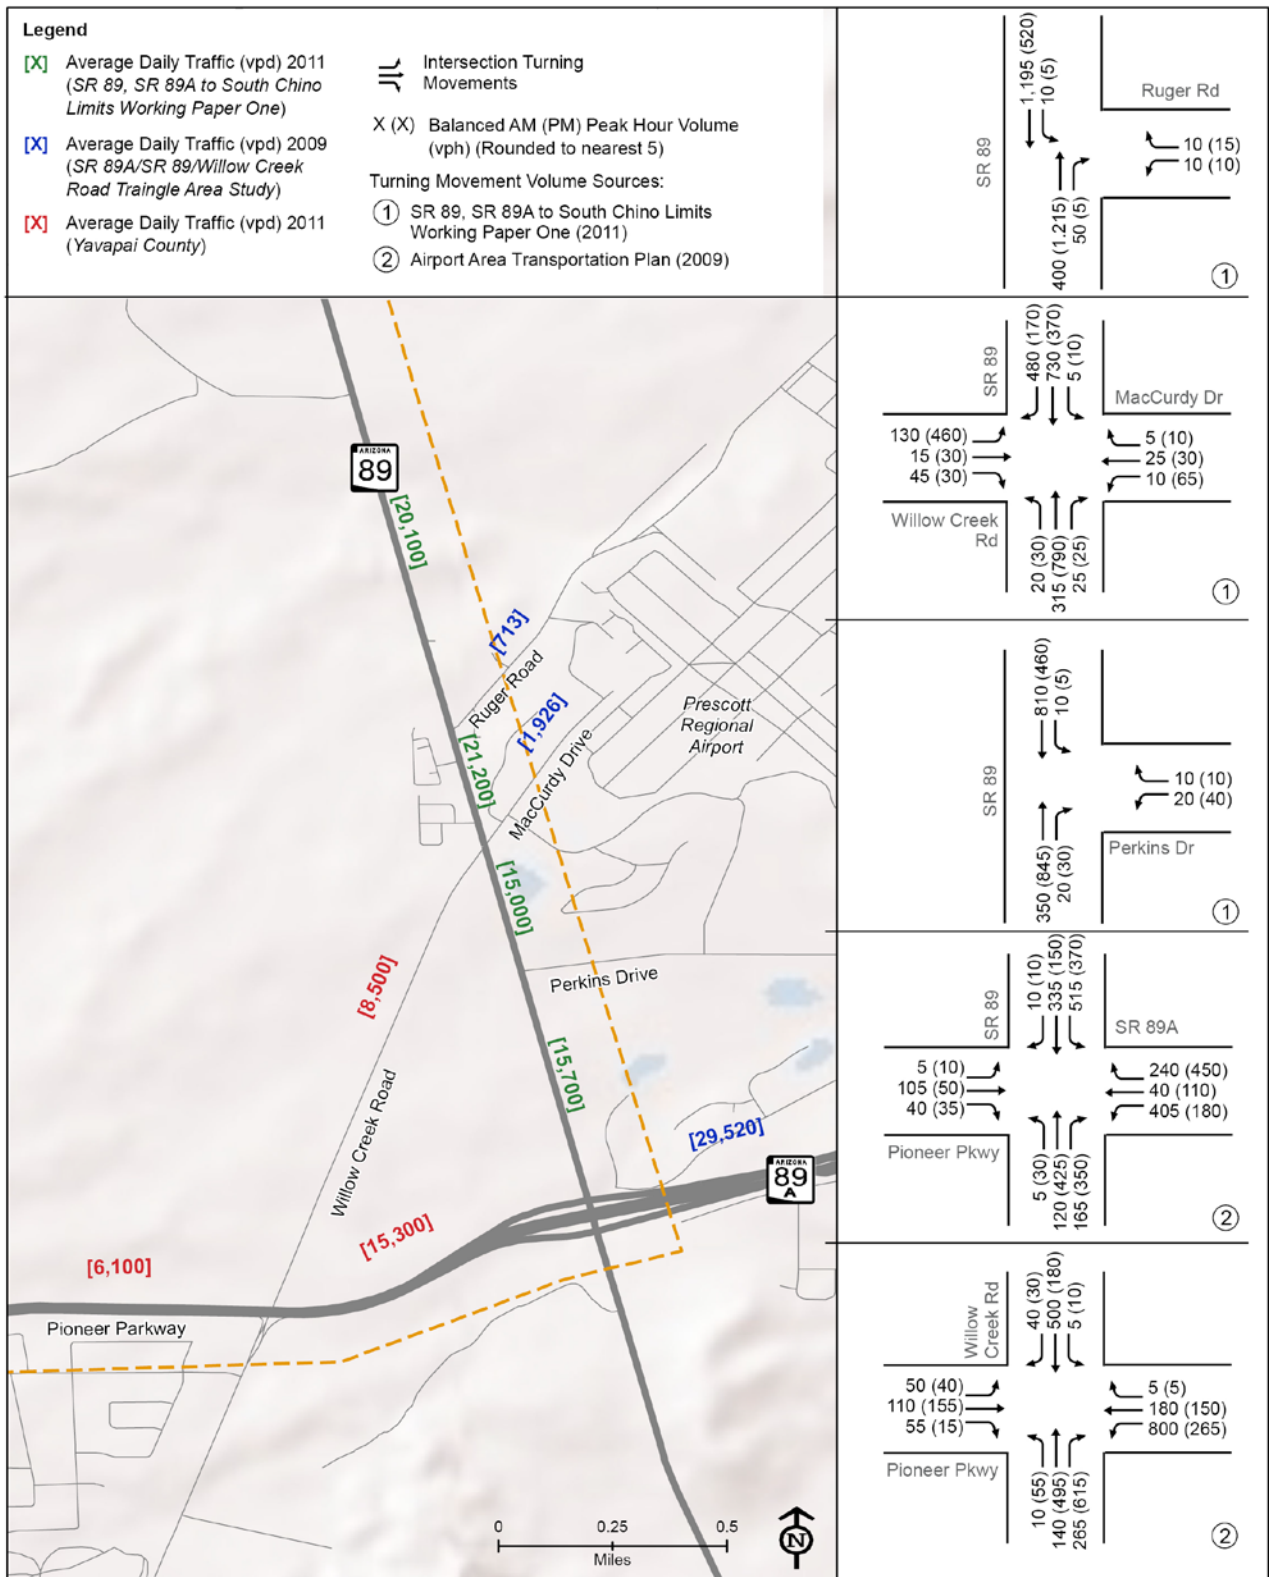 Legend
[X] Average Daily Traffic (vpd) 2011
(SR 89, SR 89A to South Chino
Limits Working Paper One)
[X] Average Daily Traffic (vpd) 2009
(SR 89A/SR 89/Willow Creek
Road Traingle Area Study)
[X] Average Daily Traffic (vpd) 2011
(Yavapai County)
Intersection Turning
Movements
X (X) Balanced AM (PM) Peak Hour Volume
(vph) (Rounded to nearest 5)
Turning Movement Volume Sources:
1 SR 89, SR 89A to South Chino Limits
Working Paper One (2011)
2 Airport Area Transportation Plan (2009)
ARIZONA
89
[20,100]
[713]
Ruger Road
[1,926]
[21,200]
MacCurdy Drive
Prescott
Regional
Airport
[15,000]
[8,500]
Perkins Drive
[15,700]
Willow Creek Road
[29,520]
ARIZONA
89
A
[15,300]
[6,100]
Pioneer Parkway
0 0.25 0.5
Miles
N
SR 89
1,195 (520)
10 (5)
Ruger Rd
10 (15)
10 (10)
400 (1.215)
50 (5)
1
SR 89
480 (170)
730 (370)
5 (10)
MacCurdy Dr
130 (460)
15 (30)
45 (30)
5 (10)
25 (30)
10 (65)
Willow Creek
Rd
20 (30)
315 (790)
25 (25)
1
SR 89
810 (460)
10 (5)
10 (10)
20 (40)
Perkins Dr
350 (845)
20 (30)
1
SR 89
10 (10)
335 (150)
515 (370)
SR 89A
5 (10)
105 (50)
40 (35)
240 (450)
40 (110)
405 (180)
Pioneer Pkwy
5 (30)
120 (425)
165 (350)
2
Willow
Creek Rd
40 (30)
500 (180)
5 (10)
50 (40)
110 (155)
55 (15)
5 (5)
180 (150)
800 (265)
Pioneer Pkwy
10 (55)
140 (495)
265 (615)
2